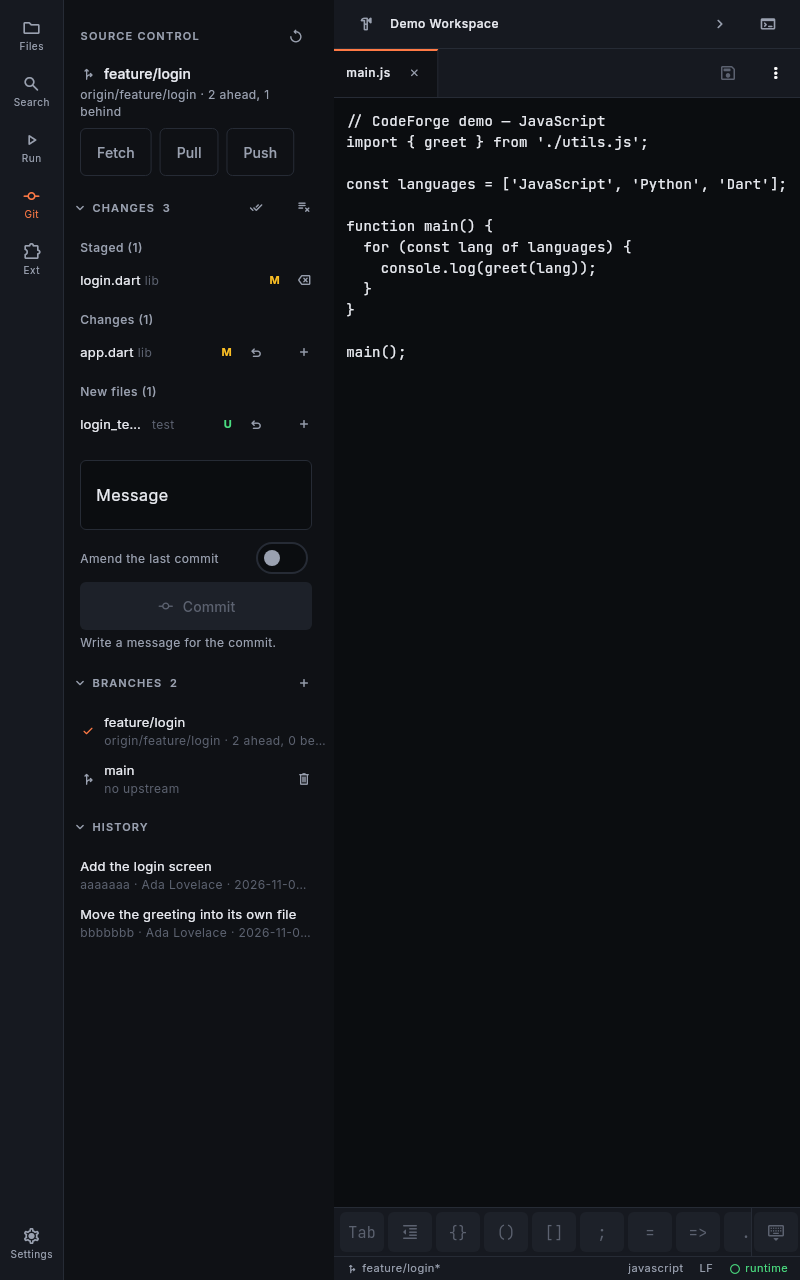 Files
Search
Run
Git
Ext
Settings
SOURCE CONTROL
feature/login
origin/feature/login · 2 ahead, 1
behind
Fetch Pull Push
CHANGES 3
Staged (1)
login.dart lib M
Changes (1)
app.dart lib M
New files (1)
login_te... test U
Message
Amend the last commit
Commit
Write a message for the commit.
BRANCHES 2
feature/login
origin/feature/login · 2 ahead, 0 be...
main
no upstream
HISTORY
Add the login screen
aaaaaaa · Ada Lovelace · 2026-11-0...
Move the greeting into its own file
bbbbbbb · Ada Lovelace · 2026-11-0...
Demo Workspace
main.js
// CodeForge demo — JavaScript
import { greet } from './utils.js';
const languages = ['JavaScript', 'Python', 'Dart'];
function main() {
  for (const lang of languages) {
    console.log(greet(lang));
  }
}
main();
Tab {} () [] ; = => .
feature/login* javascript LF runtime